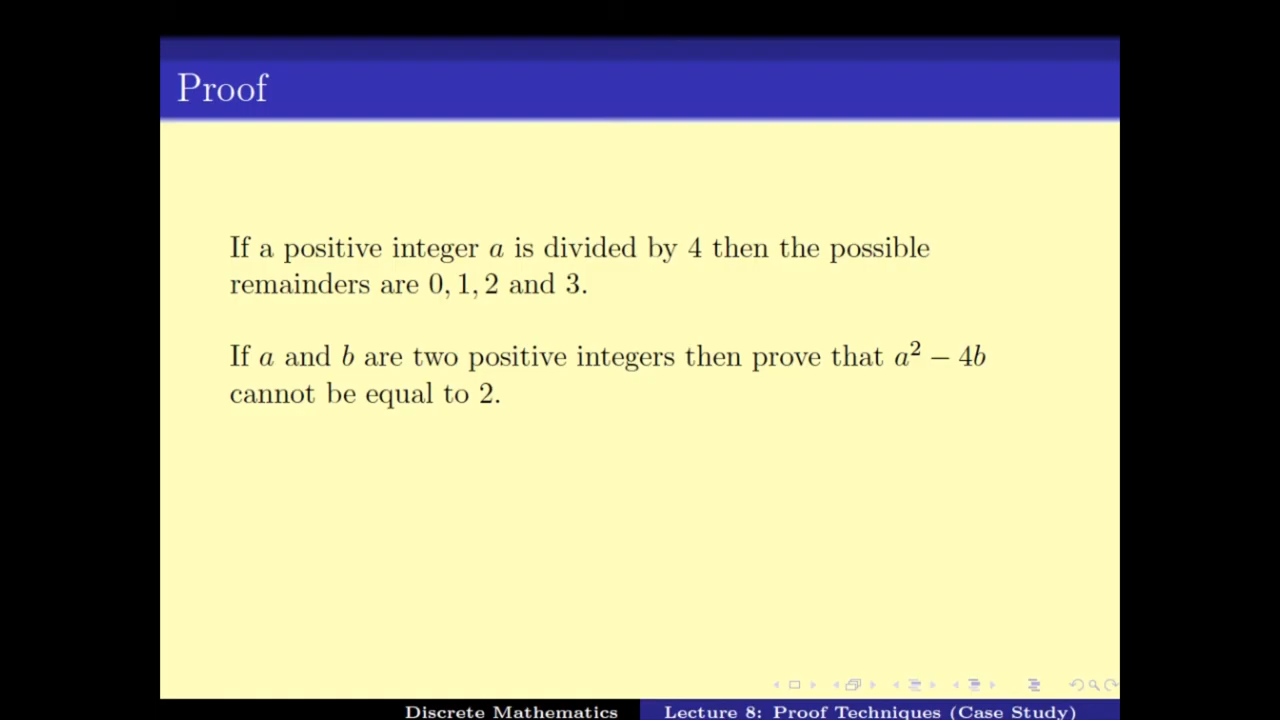 Proof
If a positive integer a is divided by 4 then the possible
remainders are 0, 1, 2 and 3.
If a and b are two positive integers then prove that a² − 4b
cannot be equal to 2.
Discrete Mathematics
Lecture 8: Proof Techniques (Case Study)